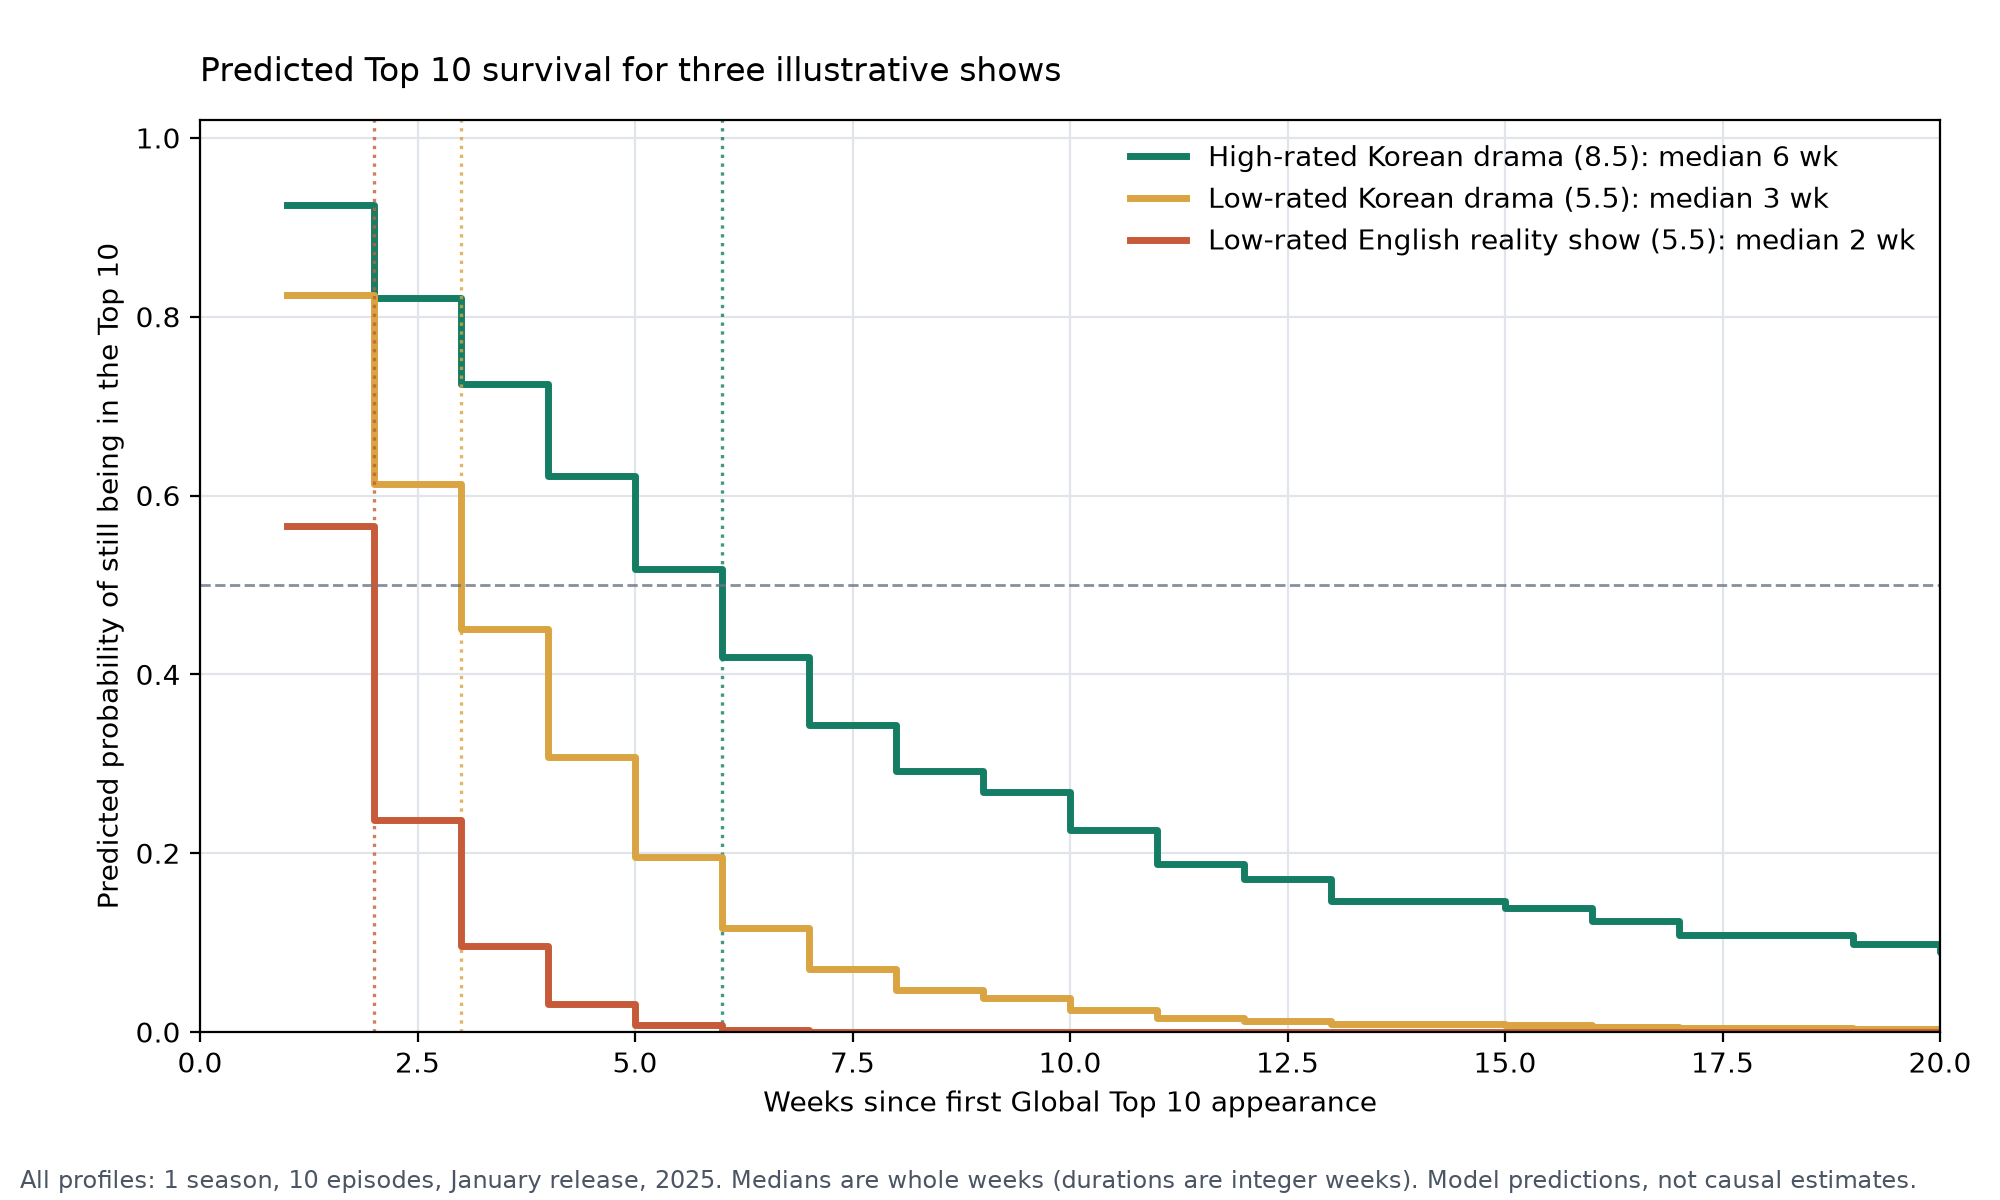 Predicted Top 10 survival for three illustrative shows
High-rated Korean drama (8.5): median 6 wk
Low-rated Korean drama (5.5): median 3 wk
Low-rated English reality show (5.5): median 2 wk
Predicted probability of still being in the Top 10
1.0
0.8
0.6
0.4
0.2
0.0
0.0 2.5 5.0 7.5 10.0 12.5 15.0 17.5 20.0
Weeks since first Global Top 10 appearance
All profiles: 1 season, 10 episodes, January release, 2025. Medians are whole weeks (durations are integer weeks). Model predictions, not causal estimates.